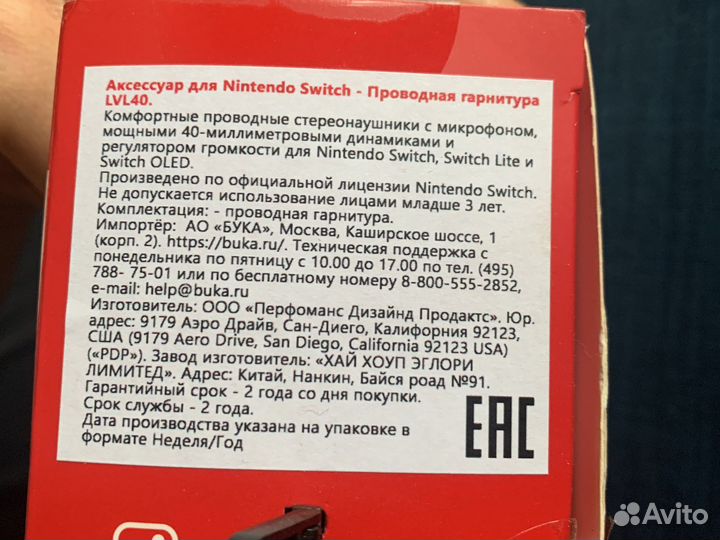 Аксессуар для Nintendo Switch - Проводная гарнитура
LVL40.
Комфортные проводные стереонаушники с микрофоном,
мощными 40-миллиметровыми динамиками и
регулятором громкости для Nintendo Switch, Switch Lite и
Switch OLED.
Произведено по официальной лицензии Nintendo Switch.
Не допускается использование лицами младше 3 лет.
Комплектация: - проводная гарнитура.
Импортёр: АО «БУКА», Москва, Каширское шоссе, 1
(корп. 2). https://buka.ru/. Техническая поддержка с
понедельника по пятницу с 10.00 до 17.00 по тел. (495)
788- 75-01 или по бесплатному номеру 8-800-555-2852,
e-mail: help@buka.ru
Изготовитель: ООО «Перфоманс Дизайнд Продактс». Юр.
адрес: 9179 Аэро Драйв, Сан-Диего, Калифорния 92123,
США (9179 Aero Drive, San Diego, California 92123 USA)
(«PDP»). Завод изготовитель: «ХАЙ ХОУП ЭГЛОРИ
ЛИМИТЕД». Адрес: Китай, Нанкин, Байся роад №91.
Гарантийный срок - 2 года со дня покупки.
Срок службы - 2 года.
Дата производства указана на упаковке в
формате Неделя/Год
EAC
Avito